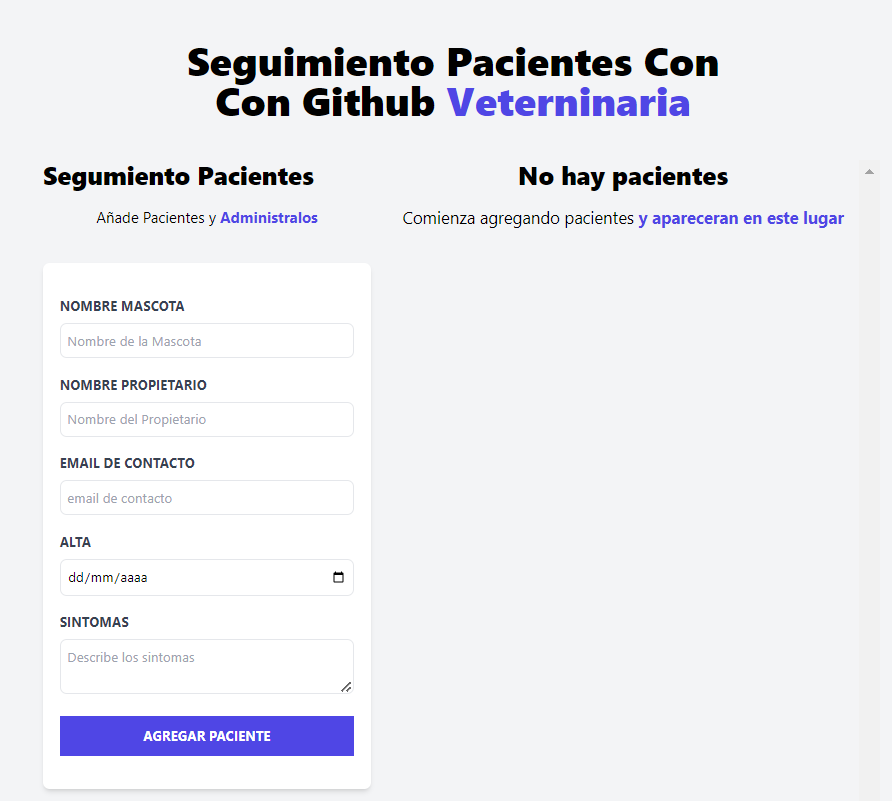 Seguimiento Pacientes Con
Con Github Veterninaria
Segumiento Pacientes
Añade Pacientes y Administralos
NOMBRE MASCOTA
Nombre de la Mascota
NOMBRE PROPIETARIO
Nombre del Propietario
EMAIL DE CONTACTO
email de contacto
ALTA
dd/mm/aaaa
SINTOMAS
Describe los sintomas
AGREGAR PACIENTE
No hay pacientes
Comienza agregando pacientes y apareceran en este lugar